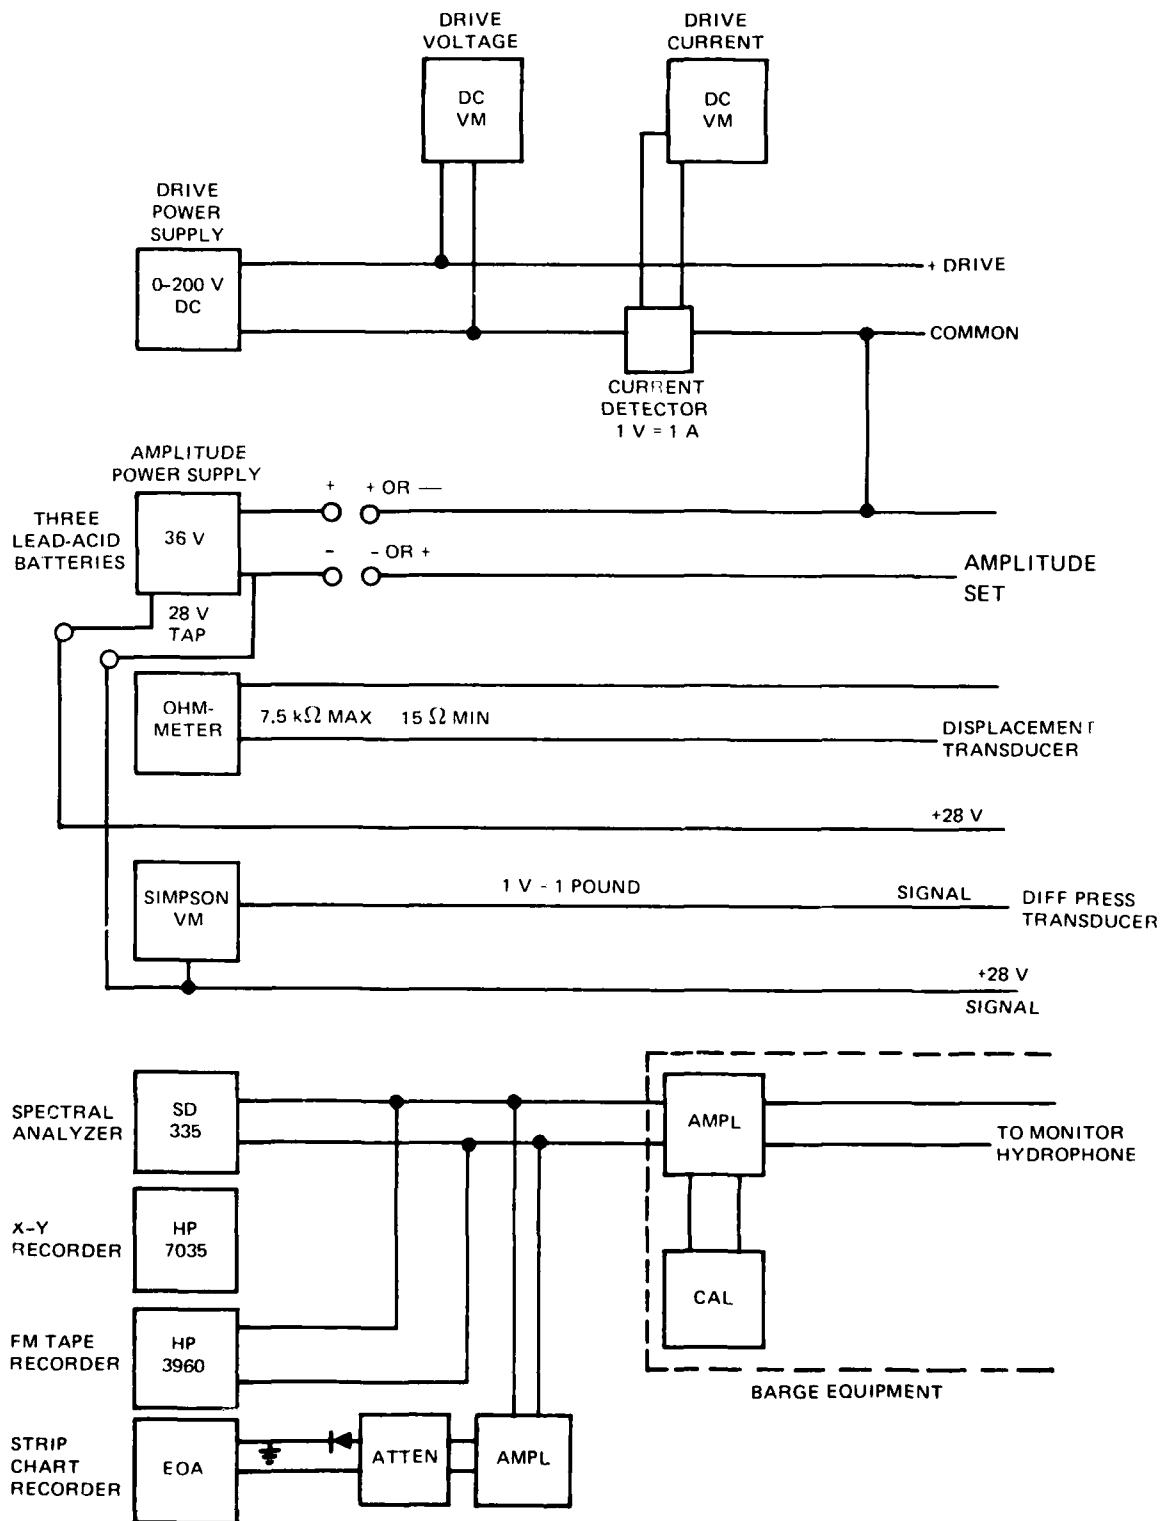 DRIVE
VOLTAGE
DC
VM
DRIVE
CURRENT
DC
VM
DRIVE
POWER
SUPPLY
0-200 V
DC
+ DRIVE
COMMON
CURRENT
DETECTOR
1 V = 1 A
AMPLITUDE
POWER SUPPLY
THREE
LEAD-ACID
BATTERIES
36 V
+
+ OR —
-
- OR +
AMPLITUDE
SET
28 V
TAP
OHM-
METER
7.5 kΩ MAX 15 Ω MIN
DISPLACEMENT
TRANSDUCER
+28 V
SIMPSON
VM
1 V - 1 POUND
SIGNAL
DIFF PRESS
TRANSDUCER
+28 V
SIGNAL
SPECTRAL
ANALYZER
SD
335
AMPL
TO MONITOR
HYDROPHONE
X-Y
RECORDER
HP
7035
CAL
FM TAPE
RECORDER
HP
3960
BARGE EQUIPMENT
STRIP
CHART
RECORDER
EOA
ATTEN
AMPL